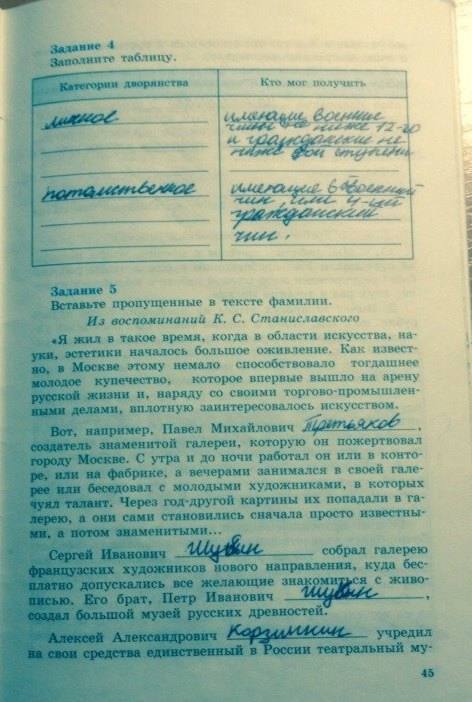 Задание 4
Заполните таблицу.
Категории дворянства
Кто мог получить
личное
имеющие военные
чины не ниже 12-го
и гражданские не
ниже 9ой ступени
потомственное
имеющие 6й военный
чин, или 4-ый
гражданский
чин.
Задание 5
Вставьте пропущенные в тексте фамилии.
Из воспоминаний К. С. Станиславского
«Я жил в такое время, когда в области искусства, на-
уки, эстетики началось большое оживление. Как извест-
но, в Москве этому немало способствовало тогдашнее
молодое купечество, которое впервые вышло на арену
русской жизни и, наряду со своими торгово-промышлен-
ными делами, вплотную заинтересовалось искусством.
Вот, например, Павел Михайлович Третьяков,
создатель знаменитой галереи, которую он пожертвовал
городу Москве. С утра и до ночи работал он или в конто-
ре, или на фабрике, а вечерами занимался в своей гале-
рее или беседовал с молодыми художниками, в которых
чуял талант. Через год-другой картины их попадали в га-
лерею, а они сами становились сначала просто известны-
ми, а потом знаменитыми...
Сергей Иванович Щукин собрал галерею
французских художников нового направления, куда бес-
платно допускались все желающие знакомиться с живо-
писью. Его брат, Петр Иванович Щукин,
создал большой музей русских древностей.
Алексей Александрович Корзинкин учредил
на свои средства единственный в России театральный му-
45